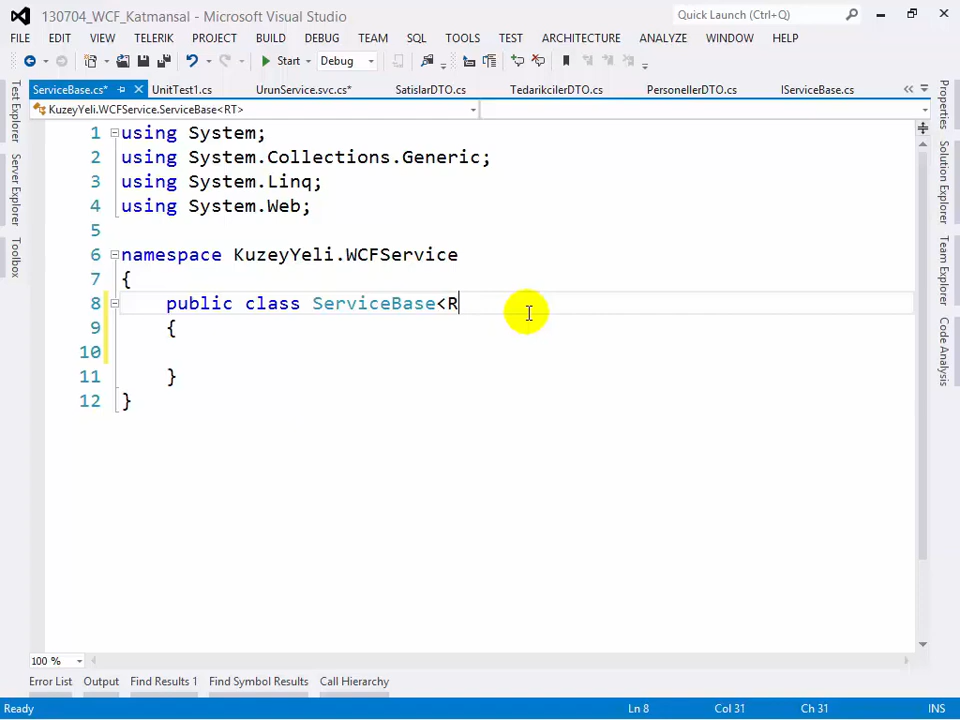 130704_WCF_Katmansal - Microsoft Visual Studio
Quick Launch (Ctrl+Q)
FILE EDIT VIEW TELERIK PROJECT BUILD DEBUG TEAM SQL TOOLS TEST ARCHITECTURE ANALYZE WINDOW HELP
Start Debug
ServiceBase.cs* UnitTest1.cs UrunService.svc.cs* SatislarDTO.cs TedarikcilerDTO.cs PersonellerDTO.cs IServiceBase.cs
KuzeyYeli.WCFService.ServiceBase<RT>
Test Explorer
Server Explorer
Toolbox
1 using System;
2 using System.Collections.Generic;
3 using System.Linq;
4 using System.Web;
5
6 namespace KuzeyYeli.WCFService
7 {
8 public class ServiceBase<R
9 {
10
11 }
12 }
Properties
Solution Explorer
Team Explorer
Code Analysis
100 %
Error List Output Find Results 1 Find Symbol Results Call Hierarchy
Ready Ln 8 Col 31 Ch 31 INS